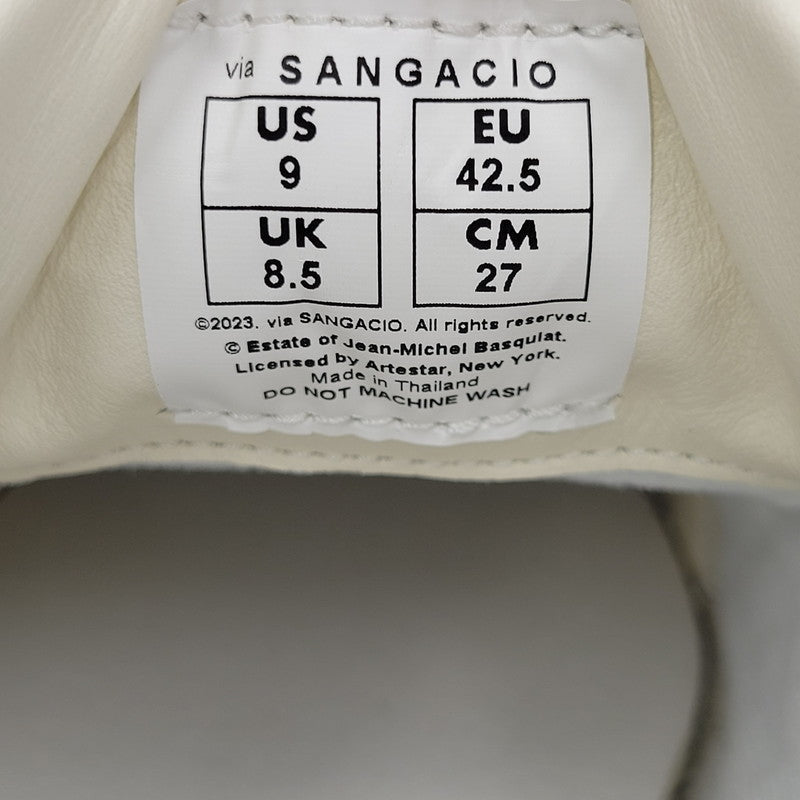 via SANGACIO
US EU
9 42.5
UK CM
8.5 27
©2023. via SANGACIO. All rights reserved.
© Estate of Jean-Michel Basquiat.
Licensed by Artestar, New York.
Made in Thailand
DO NOT MACHINE WASH